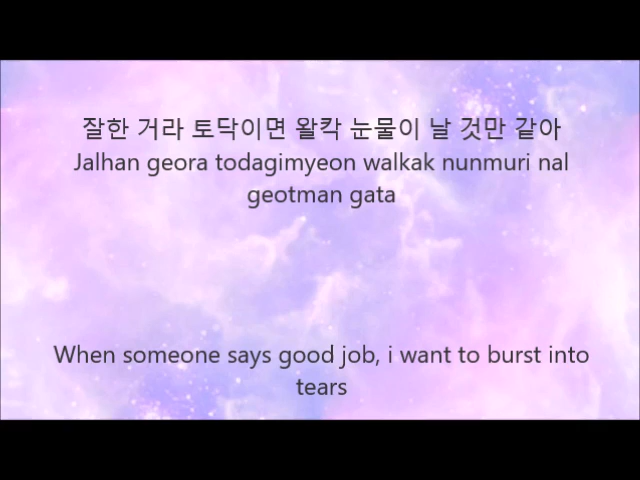 잘한 거라 토닥이면 왈칵 눈물이 날 것만 같아
Jalhan geora todagimyeon walkak nunmuri nal
geotman gata
When someone says good job, i want to burst into
tears